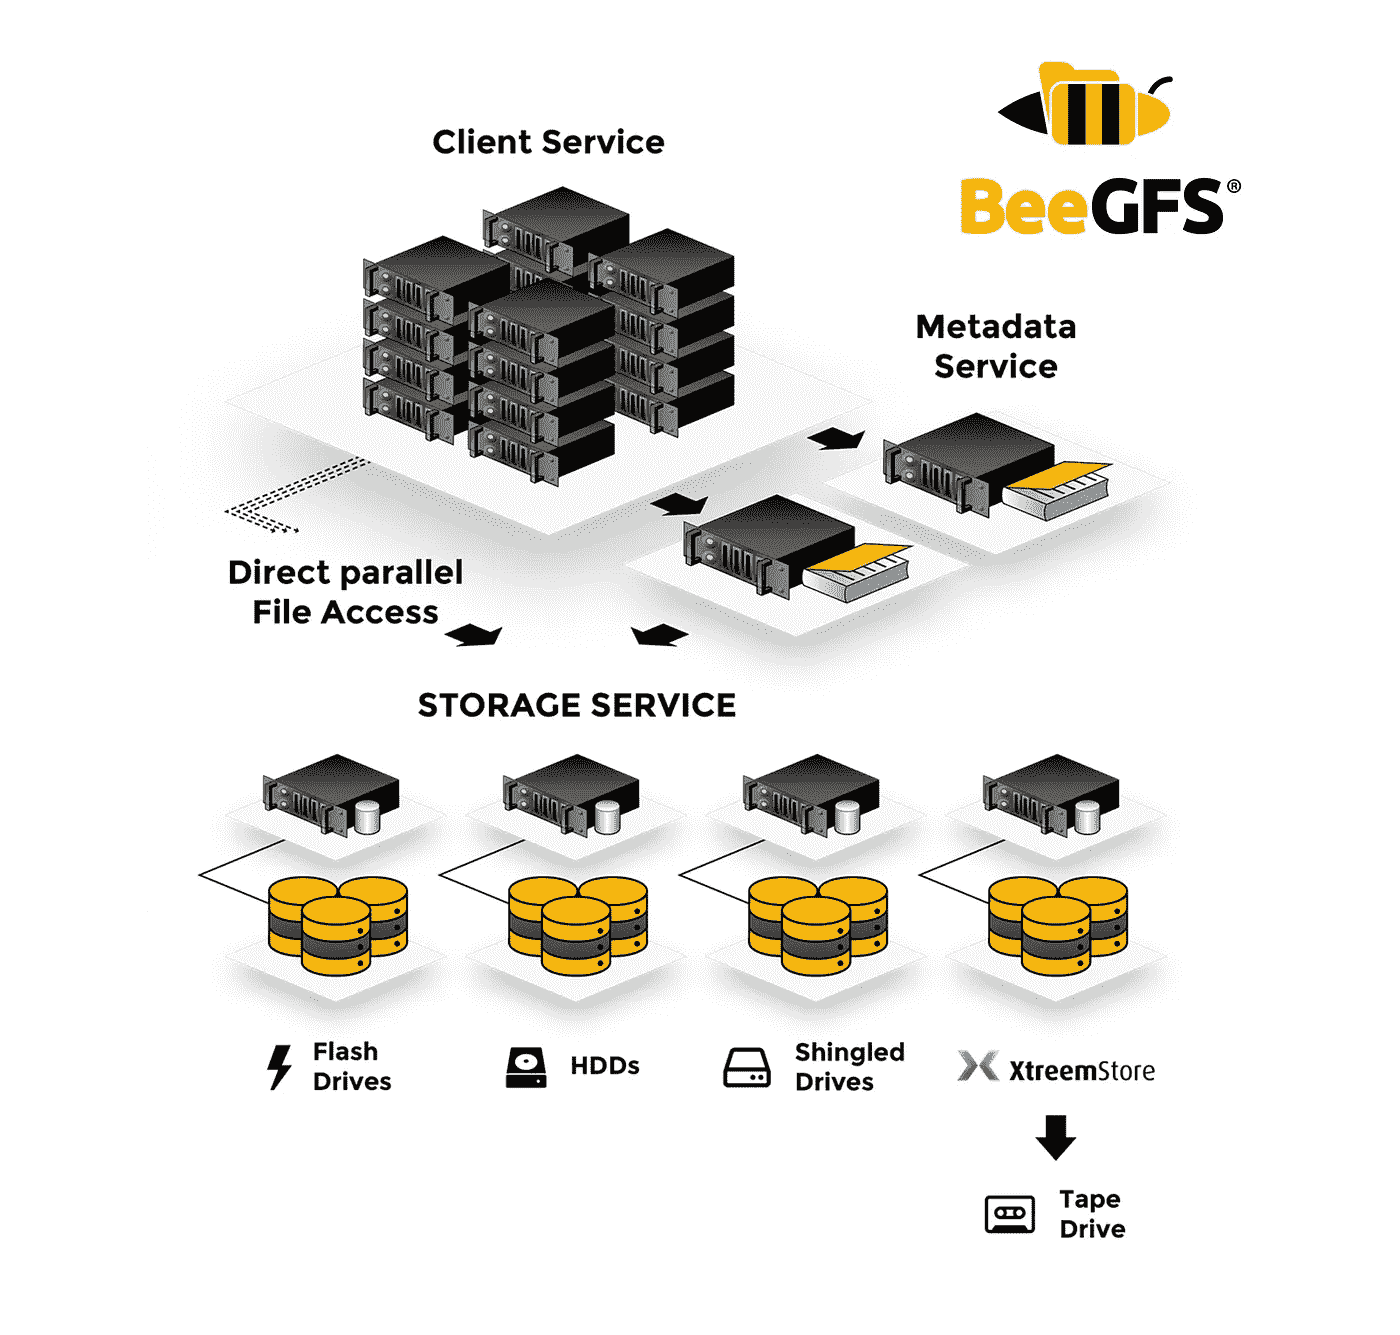 Client Service
BeeGFS®
Metadata
Service
Direct parallel
File Access
STORAGE SERVICE
Flash
Drives
HDDs
Shingled
Drives
XtreemStore
Tape
Drive